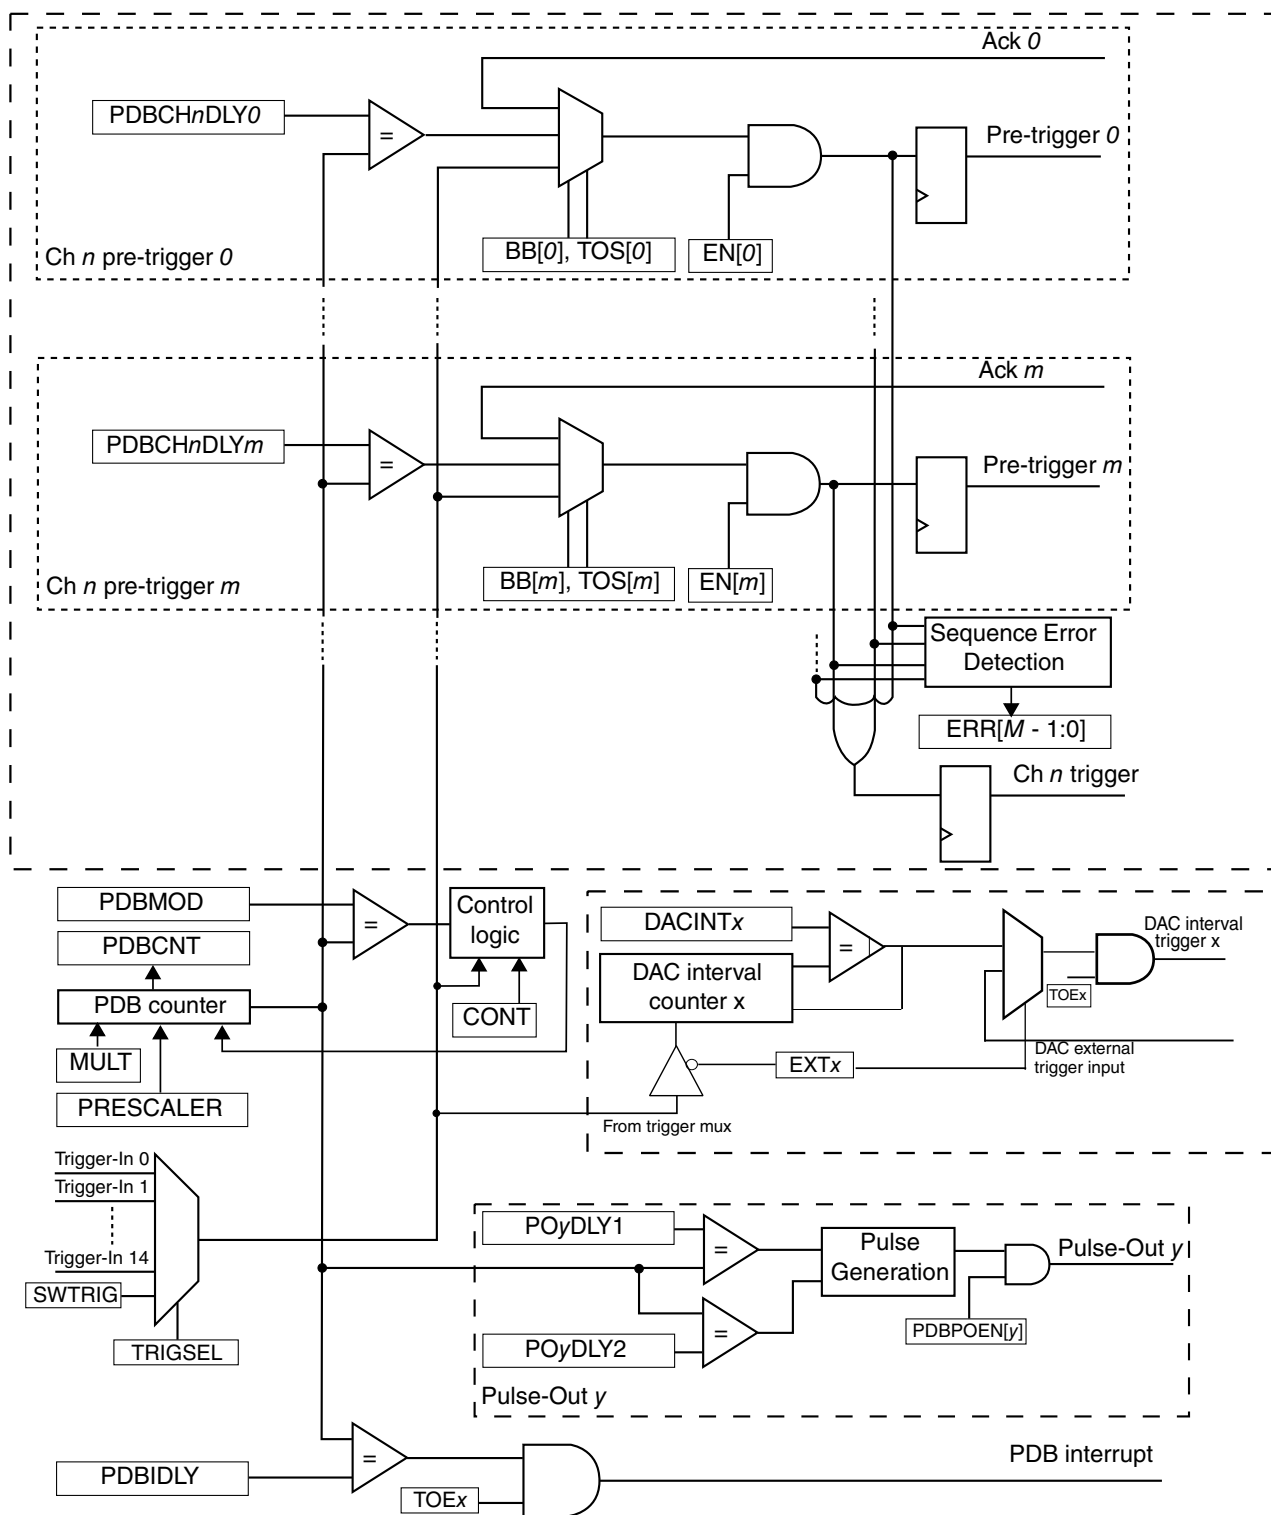 Ack 0
PDBCHnDLY0
=
Pre-trigger 0
BB[0], TOS[0]
EN[0]
Ch n pre-trigger 0
Ack m
PDBCHnDLYm
=
Pre-trigger m
BB[m], TOS[m]
EN[m]
Ch n pre-trigger m
Sequence Error
Detection
ERR[M - 1:0]
Ch n trigger
PDBMOD
=
Control
logic
PDBCNT
PDB counter
CONT
MULT
PRESCALER
DACINTx
=
DAC interval
counter x
DAC interval
trigger x
TOEx
EXTx
DAC external
trigger input
From trigger mux
Trigger-In 0
Trigger-In 1
Trigger-In 14
SWTRIG
TRIGSEL
POyDLY1
=
Pulse
Generation
Pulse-Out y
=
POyDLY2
PDBPOEN[y]
Pulse-Out y
PDBIDLY
=
TOEx
PDB interrupt